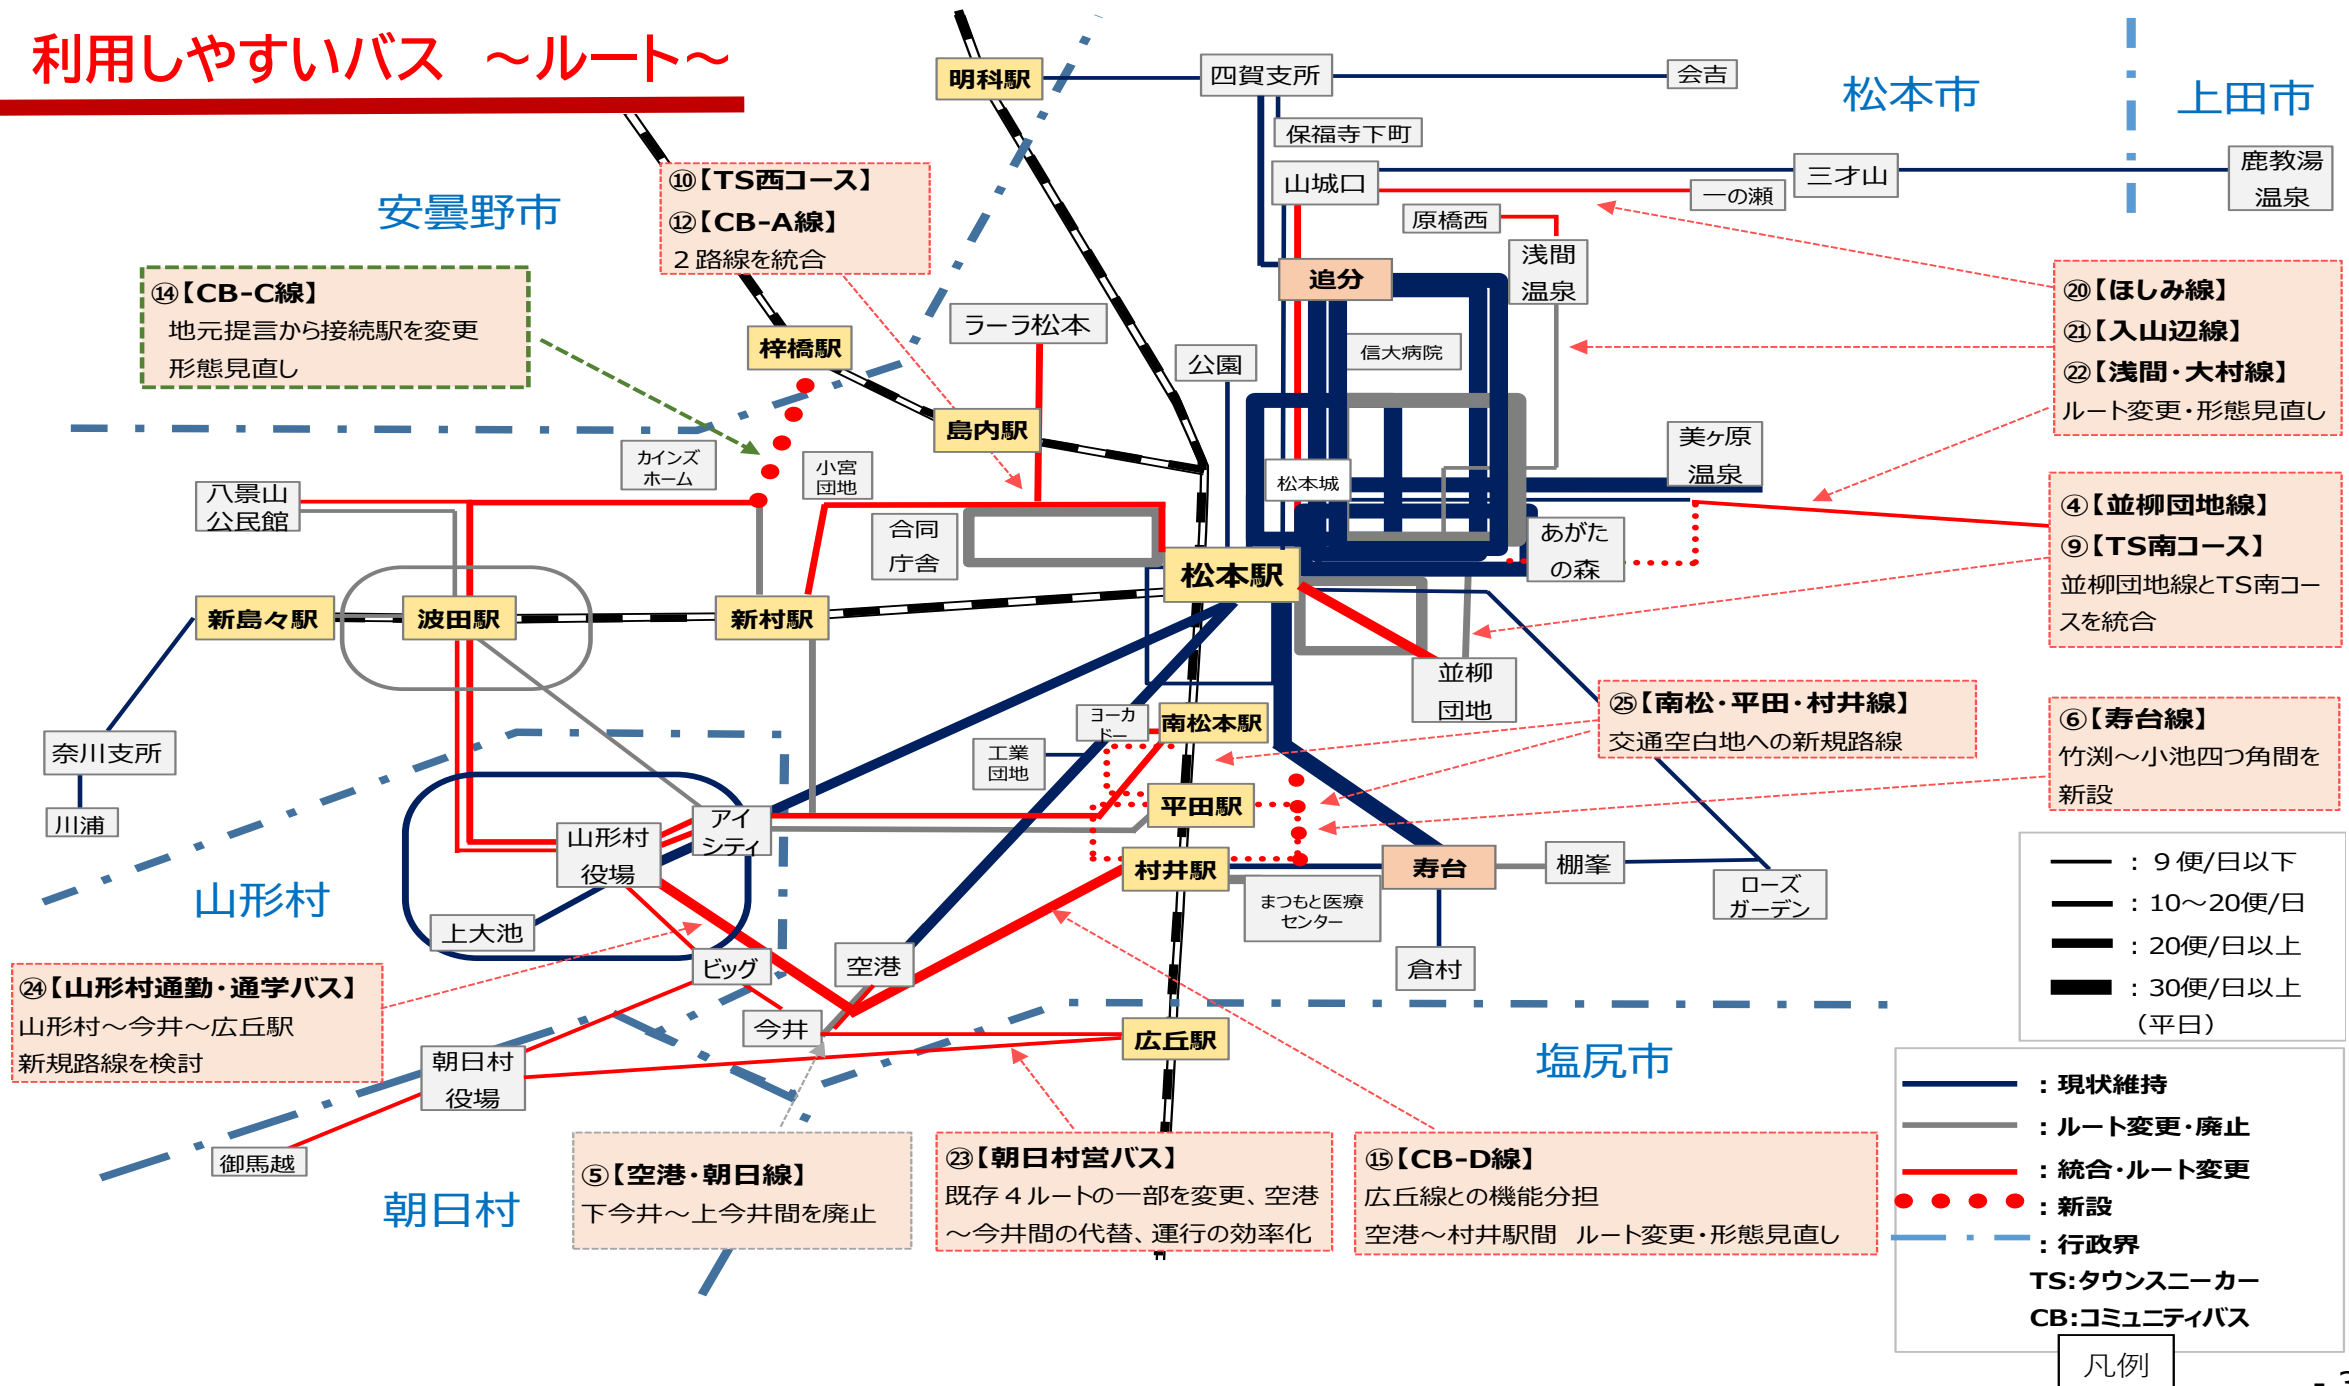 利用しやすいバス　～ルート～
明科駅
四賀支所
会吉
松本市
上田市
保福寺下町
山城口
三才山
鹿教湯
温泉
一の瀬
原橋西
浅間
温泉
追分
安曇野市
⑩【TS西コース】
⑫【CB-A線】
２路線を統合
⑭【CB-C線】
地元提言から接続駅を変更
形態見直し
⑳【ほしみ線】
㉑【入山辺線】
㉒【浅間・大村線】
ルート変更・形態見直し
ラーラ松本
梓橋駅
公園
信大病院
島内駅
カインズ
ホーム
小宮
団地
美ヶ原
温泉
松本城
八景山
公民館
合同
庁舎
あがた
の森
④【並柳団地線】
⑨【TS南コース】
並柳団地線とTS南コー
スを統合
松本駅
新島々駅
波田駅
新村駅
並柳
団地
㉕【南松・平田・村井線】
交通空白地への新規路線
⑥【寿台線】
竹渕～小池四つ角間を
新設
ヨーカ
ドー
南松本駅
工業
団地
奈川支所
川浦
平田駅
アイ
シティ
山形村
役場
村井駅
寿台
棚峯
ローズ
ガーデン
まつもと医療
センター
山形村
上大池
ビッグ
空港
倉村
今井
広丘駅
㉔【山形村通勤・通学バス】
山形村～今井～広丘駅
新規路線を検討
朝日村
役場
御馬越
塩尻市
朝日村
⑤【空港・朝日線】
下今井～上今井間を廃止
㉓【朝日村営バス】
既存４ルートの一部を変更、空港
～今井間の代替、運行の効率化
⑮【CB-D線】
広丘線との機能分担
空港～村井駅間　ルート変更・形態見直し
：９便/日以下
：10～20便/日
：20便/日以上
：30便/日以上
（平日）
：現状維持
：ルート変更・廃止
：統合・ルート変更
：新設
：行政界
TS:タウンスニーカー
CB:コミュニティバス
凡例